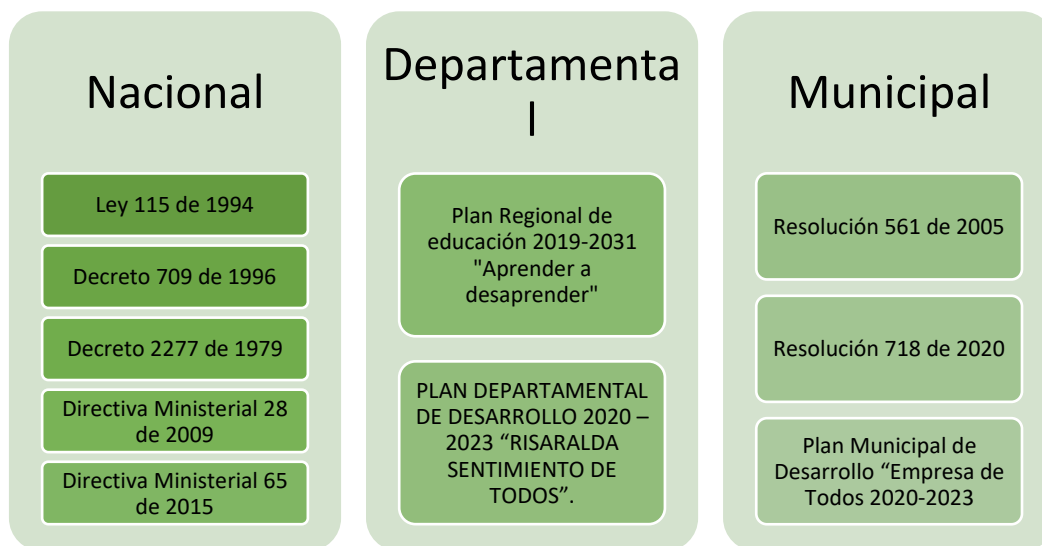 Nacional
Ley 115 de 1994
Decreto 709 de 1996
Decreto 2277 de 1979
Directiva Ministerial 28
de 2009
Directiva Ministerial 65
de 2015
Departamenta
l
Plan Regional de
educación 2019-2031
"Aprender a
desaprender"
PLAN DEPARTAMENTAL
DE DESARROLLO 2020 –
2023 “RISARALDA
SENTIMIENTO DE
TODOS”.
Municipal
Resolución 561 de 2005
Resolución 718 de 2020
Plan Municipal de
Desarrollo “Empresa de
Todos 2020-2023